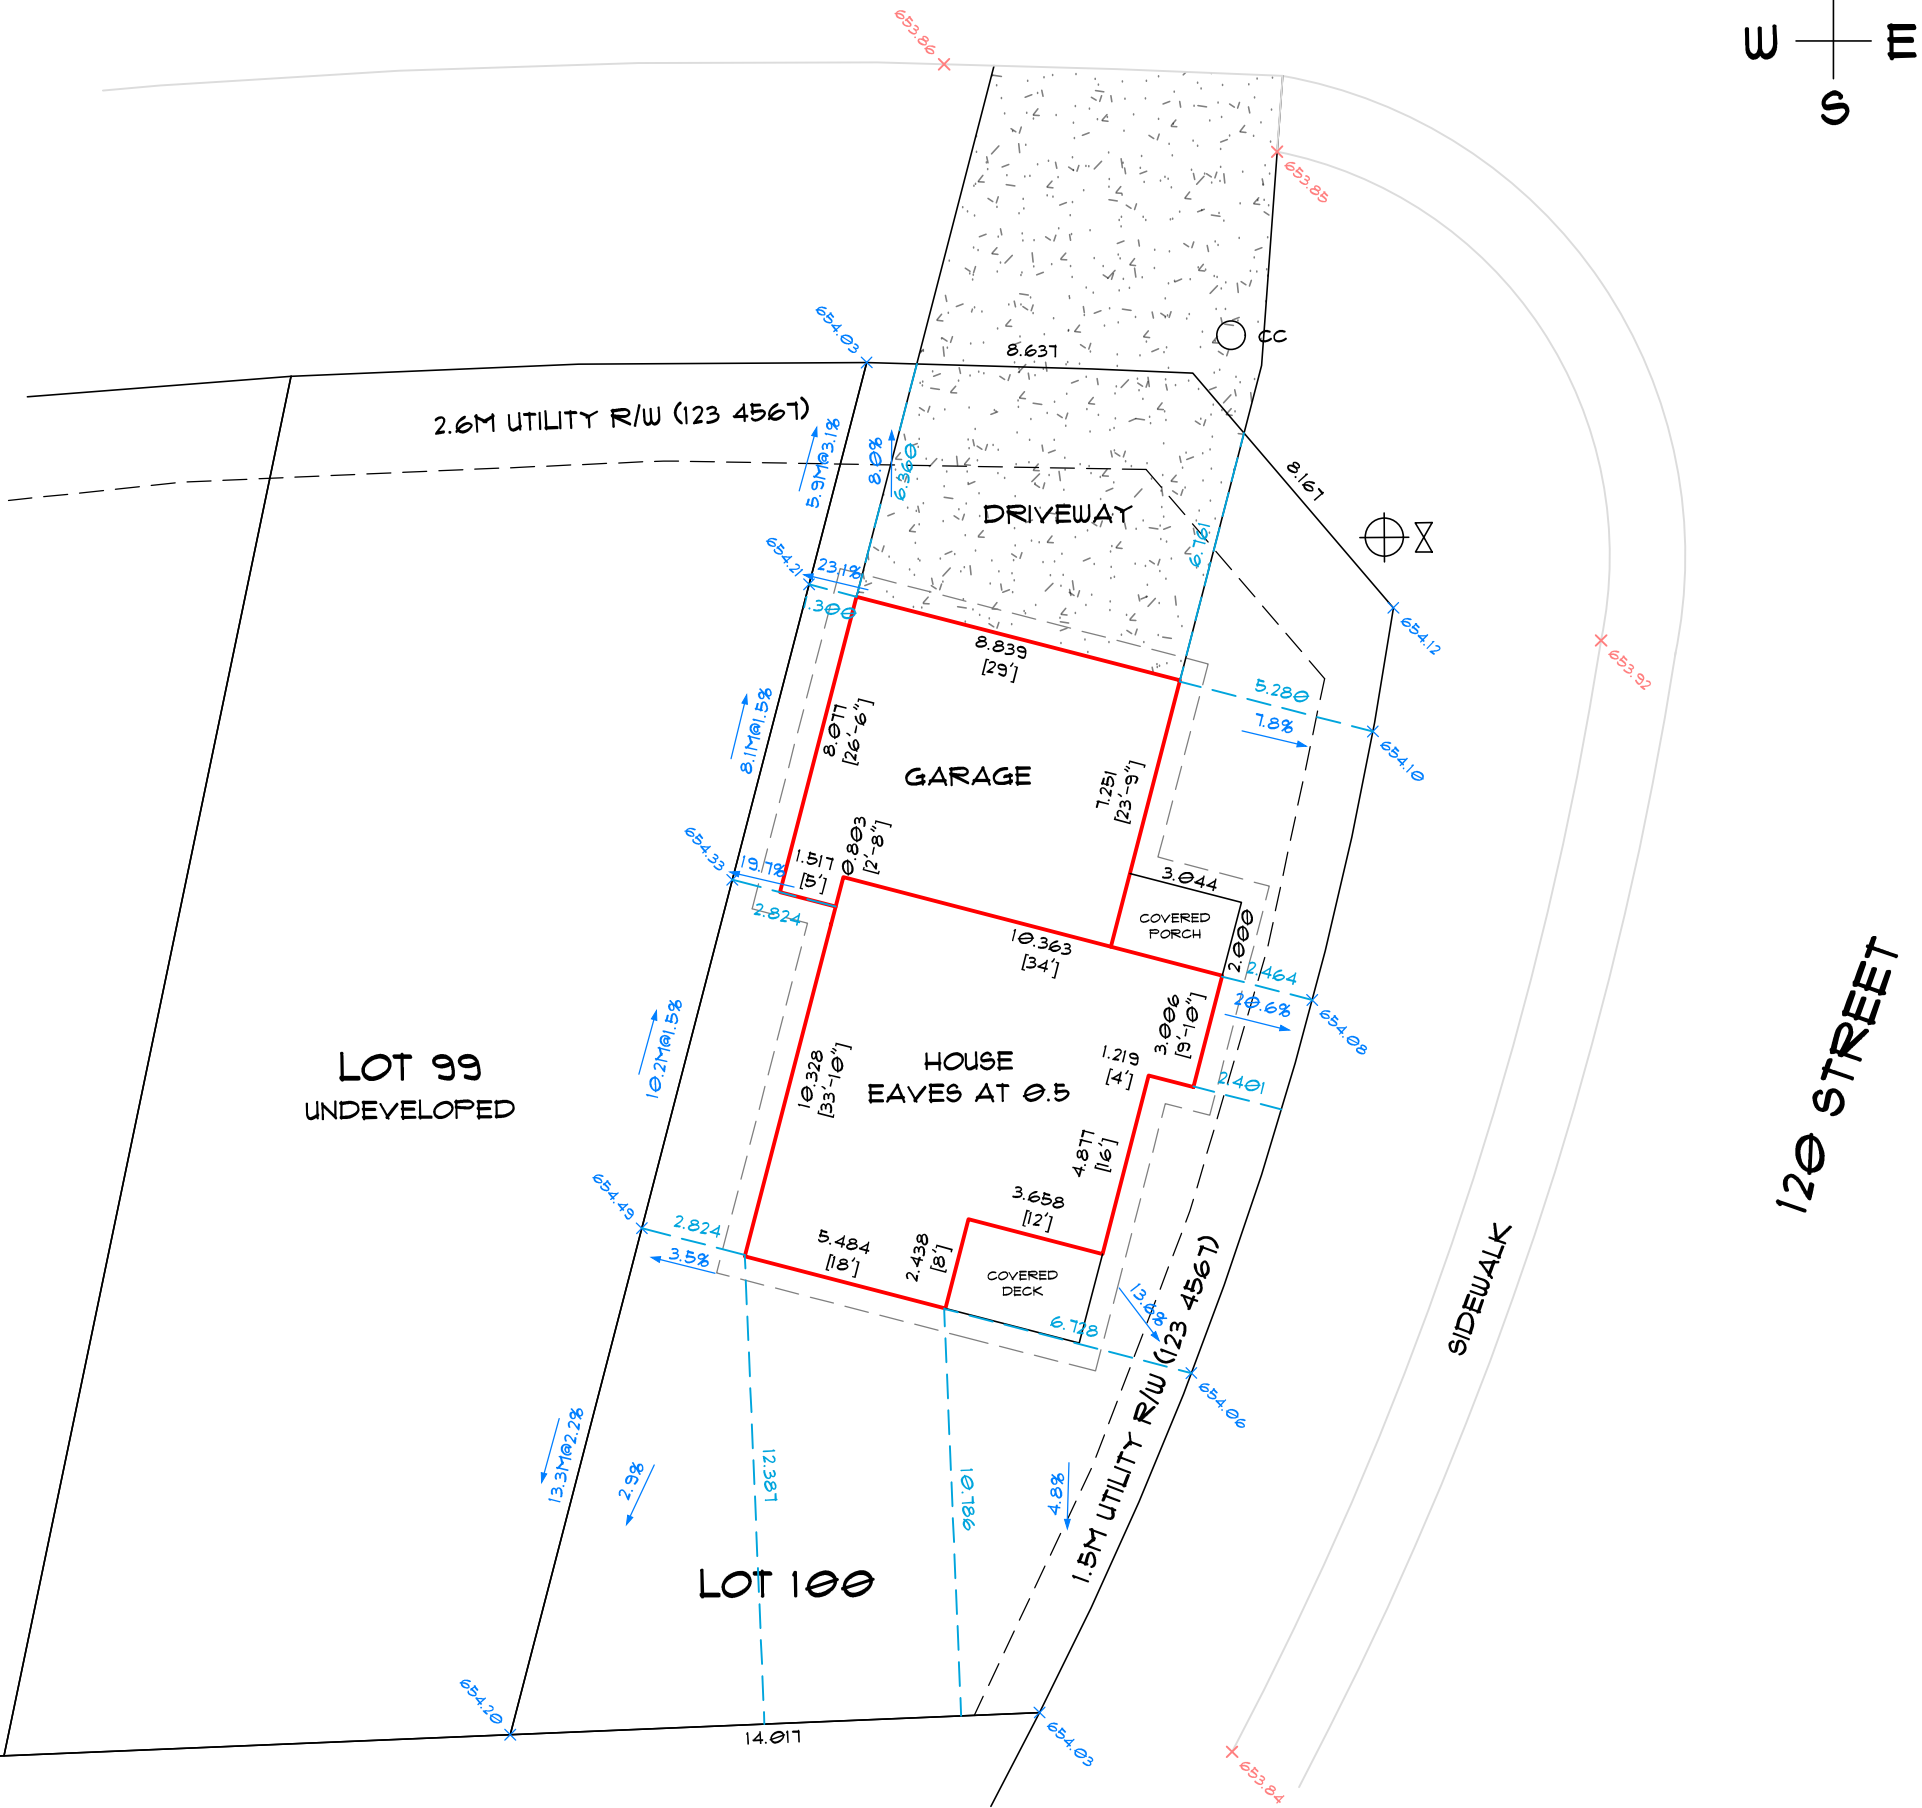 W
E
S
653.86
653.85
CC
654.03
8.637
2.6M UTILITY R/W (123 4567)
5.9M@3.1%
8.0%
6.360
8.167
DRIVEWAY
6.761
654.21
23.1%
1.300
654.12
653.92
8.839
[29']
5.280
7.8%
654.10
8.1M@1.5%
8.077
[26'-6"]
GARAGE
7.251
[23'-9"]
654.33
19.7%
1.517
[5']
0.803
[2'-8"]
2.824
3.044
COVERED
PORCH
2.000
10.363
[34']
2.464
20.6%
654.08
3.006
[9'-10"]
10.2M@1.5%
LOT 99
UNDEVELOPED
10.328
[33'-10"]
HOUSE
EAVES AT 0.5
1.219
[4']
2.401
4.877
[16']
120 STREET
654.49
2.824
3.5%
3.658
[12']
5.484
[18']
2.438
[8']
COVERED
DECK
6.728
13.6%
SIDEWALK
1.5M UTILITY R/W (123 4567)
654.06
13.3M@2.2%
2.9%
12.387
10.786
4.8%
LOT 100
654.20
14.017
654.03
653.84